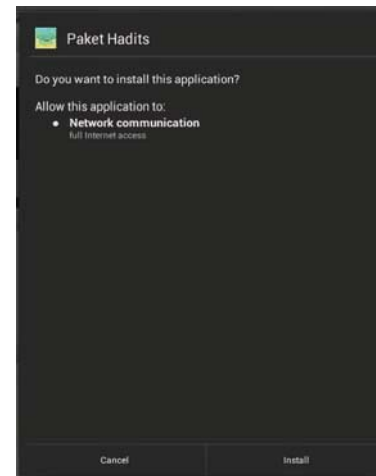 Paket Hadits
Do you want to install this application?
Allow this application to:
• Network communication
full Internet access
Cancel
Install